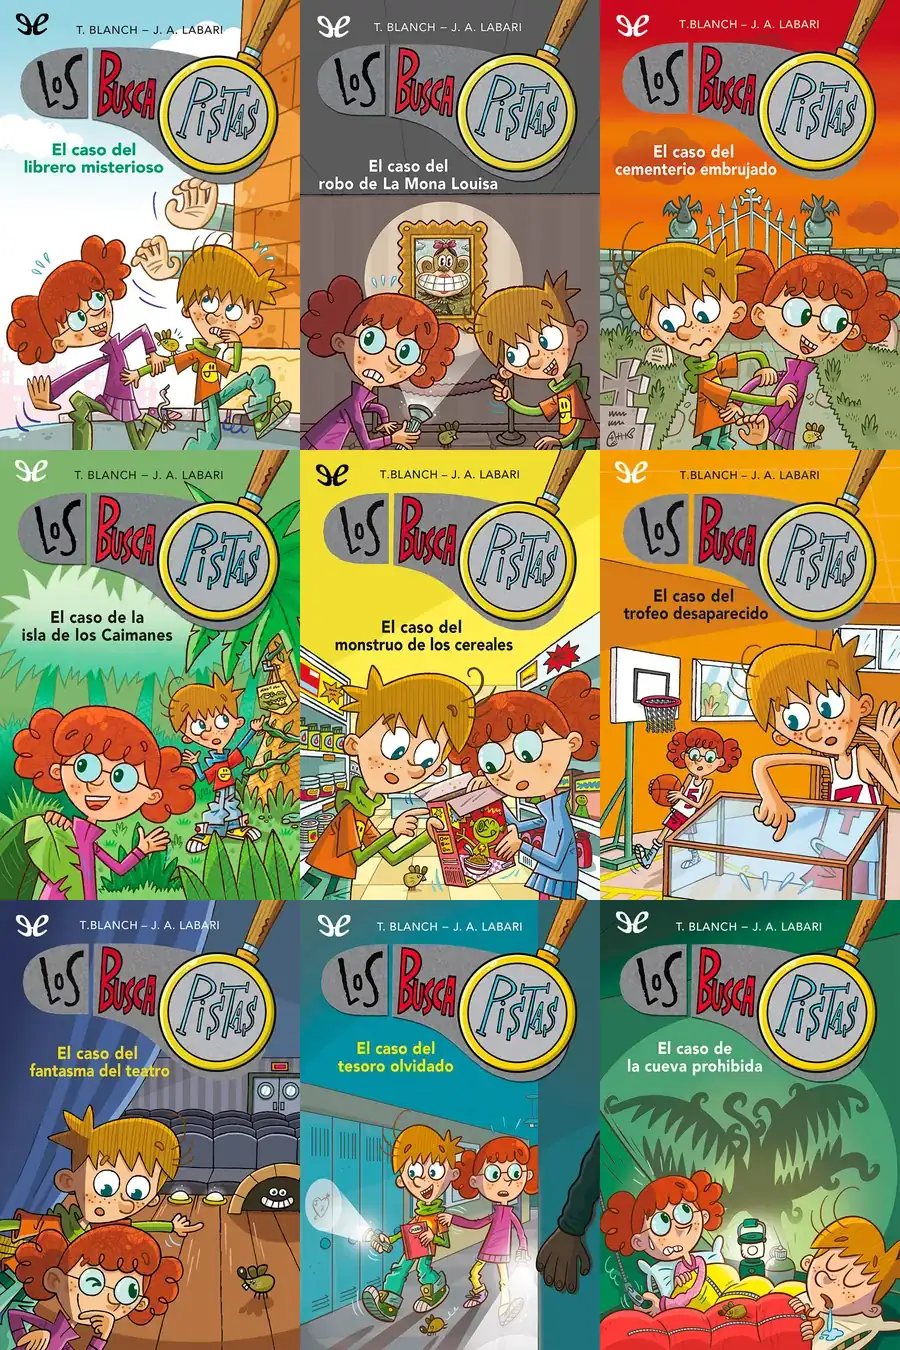 T. BLANCH – J. A. LABARI
LOS BUSCA PISTAS
El caso del
librero misterioso
T. BLANCH – J. A. LABARI
LOS BUSCA PISTAS
El caso del
robo de La Mona Louisa
T.BLANCH – J. A. LABARI
LOS BUSCA PISTAS
El caso del
cementerio embrujado
T. BLANCH – J. A. LABARI
LOS BUSCA PISTAS
El caso de la
isla de los Caimanes
T.BLANCH – J. A. LABARI
LOS BUSCA PISTAS
El caso del
monstruo de los cereales
T.BLANCH – J. A. LABARI
LOS BUSCA PISTAS
El caso del
trofeo desaparecido
T.BLANCH – J. A. LABARI
LOS BUSCA PISTAS
El caso del
fantasma del teatro
T. BLANCH – J. A. LABARI
LOS BUSCA PISTAS
El caso del
tesoro olvidado
T. BLANCH – J. A. LABARI
LOS BUSCA PISTAS
El caso de
la cueva prohibida